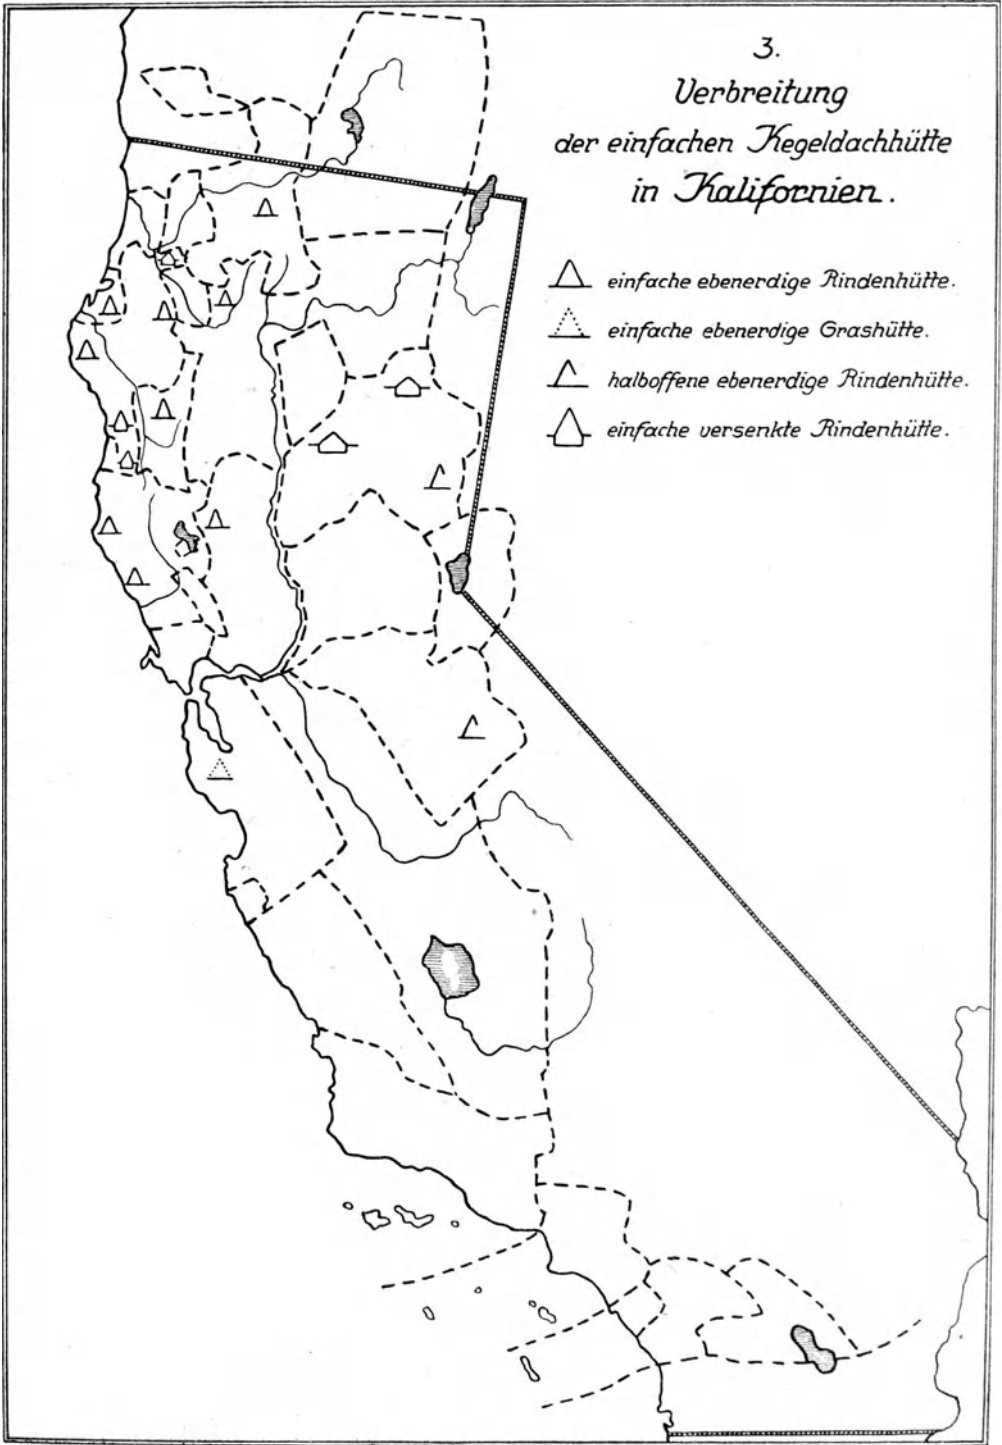 3.
Verbreitung
der einfachen Kegeldachhütte
in Kalifornien.
einfache ebenerdige Rindenhütte.
einfache ebenerdige Grashütte.
halboffene ebenerdige Rindenhütte.
einfache versenkte Rindenhütte.